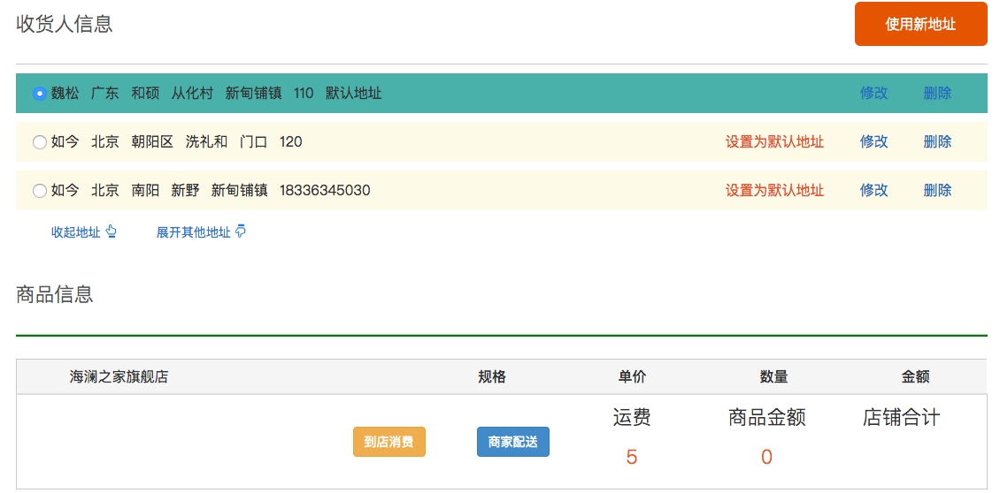 收货人信息 使用新地址
魏松 广东 和硕 从化村 新甸铺镇 110 默认地址 修改 删除
如今 北京 朝阳区 洗礼和 门口 120 设置为默认地址 修改 删除
如今 北京 南阳 新野 新甸铺镇 18336345030 设置为默认地址 修改 删除
收起地址 展开其他地址
商品信息
海澜之家旗舰店 规格 单价 数量 金额
运费 商品金额 店铺合计
到店消费 商家配送
5 0